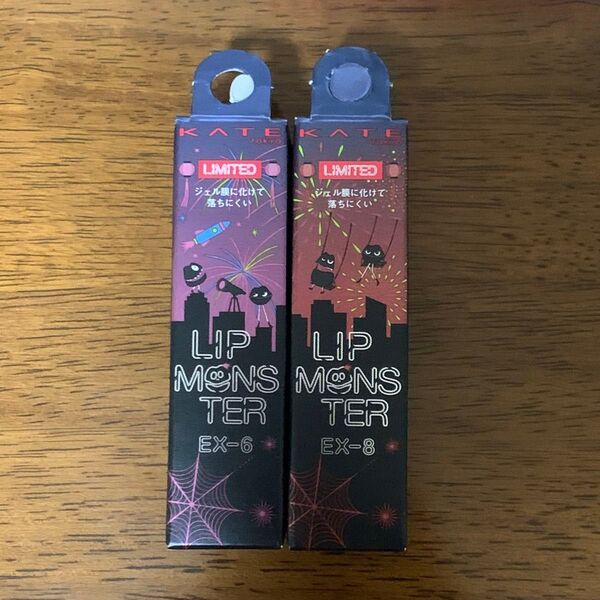 KATE
TOKYO
LIMITED
ジェル膜に化けて
落ちにくい
LIP
MONS
TER
EX-6
KATE
TOKYO
LIMITED
ジェル膜に化けて
落ちにくい
LIP
MONS
TER
EX-8